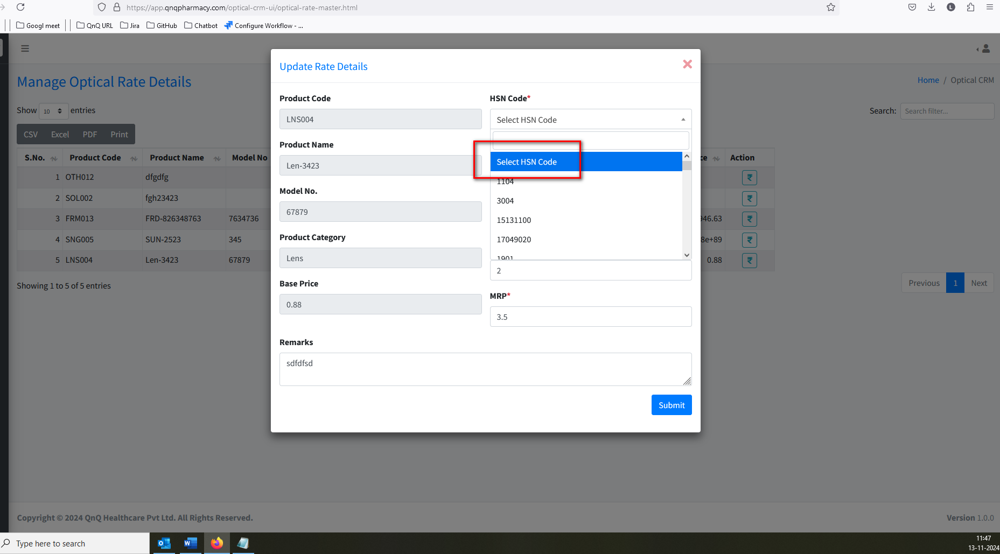 https://app.qnqpharmacy.com/optical-crm-ui/optical-rate-master.html
L
Googl meet
QnQ URL
Jira
GitHub
Chatbot
Configure Workflow - ...
Manage Optical Rate Details
Home / Optical CRM
Show 10 entries
Search: Search filter...
CSV Excel PDF Print
S.No. Product Code Product Name Model No ce Action
1 OTH012 dfgdfg ₹
2 SOL002 fgh23423 ₹
3 FRM013 FRD-826348763 7634736 946.63 ₹
4 SNG005 SUN-2523 345 8e+89 ₹
5 LNS004 Len-3423 67879 0.88 ₹
Showing 1 to 5 of 5 entries
Previous 1 Next
Update Rate Details
Product Code
LNS004
HSN Code*
Select HSN Code
Select HSN Code
1104
3004
15131100
17049020
1901
Product Name
Len-3423
Model No.
67879
Product Category
Lens
2
Base Price
0.88
MRP*
3.5
Remarks
sdfdfsd
Submit
Copyright © 2024 QnQ Healthcare Pvt Ltd. All Rights Reserved.
Version 1.0.0
Type here to search
11:47
13-11-2024